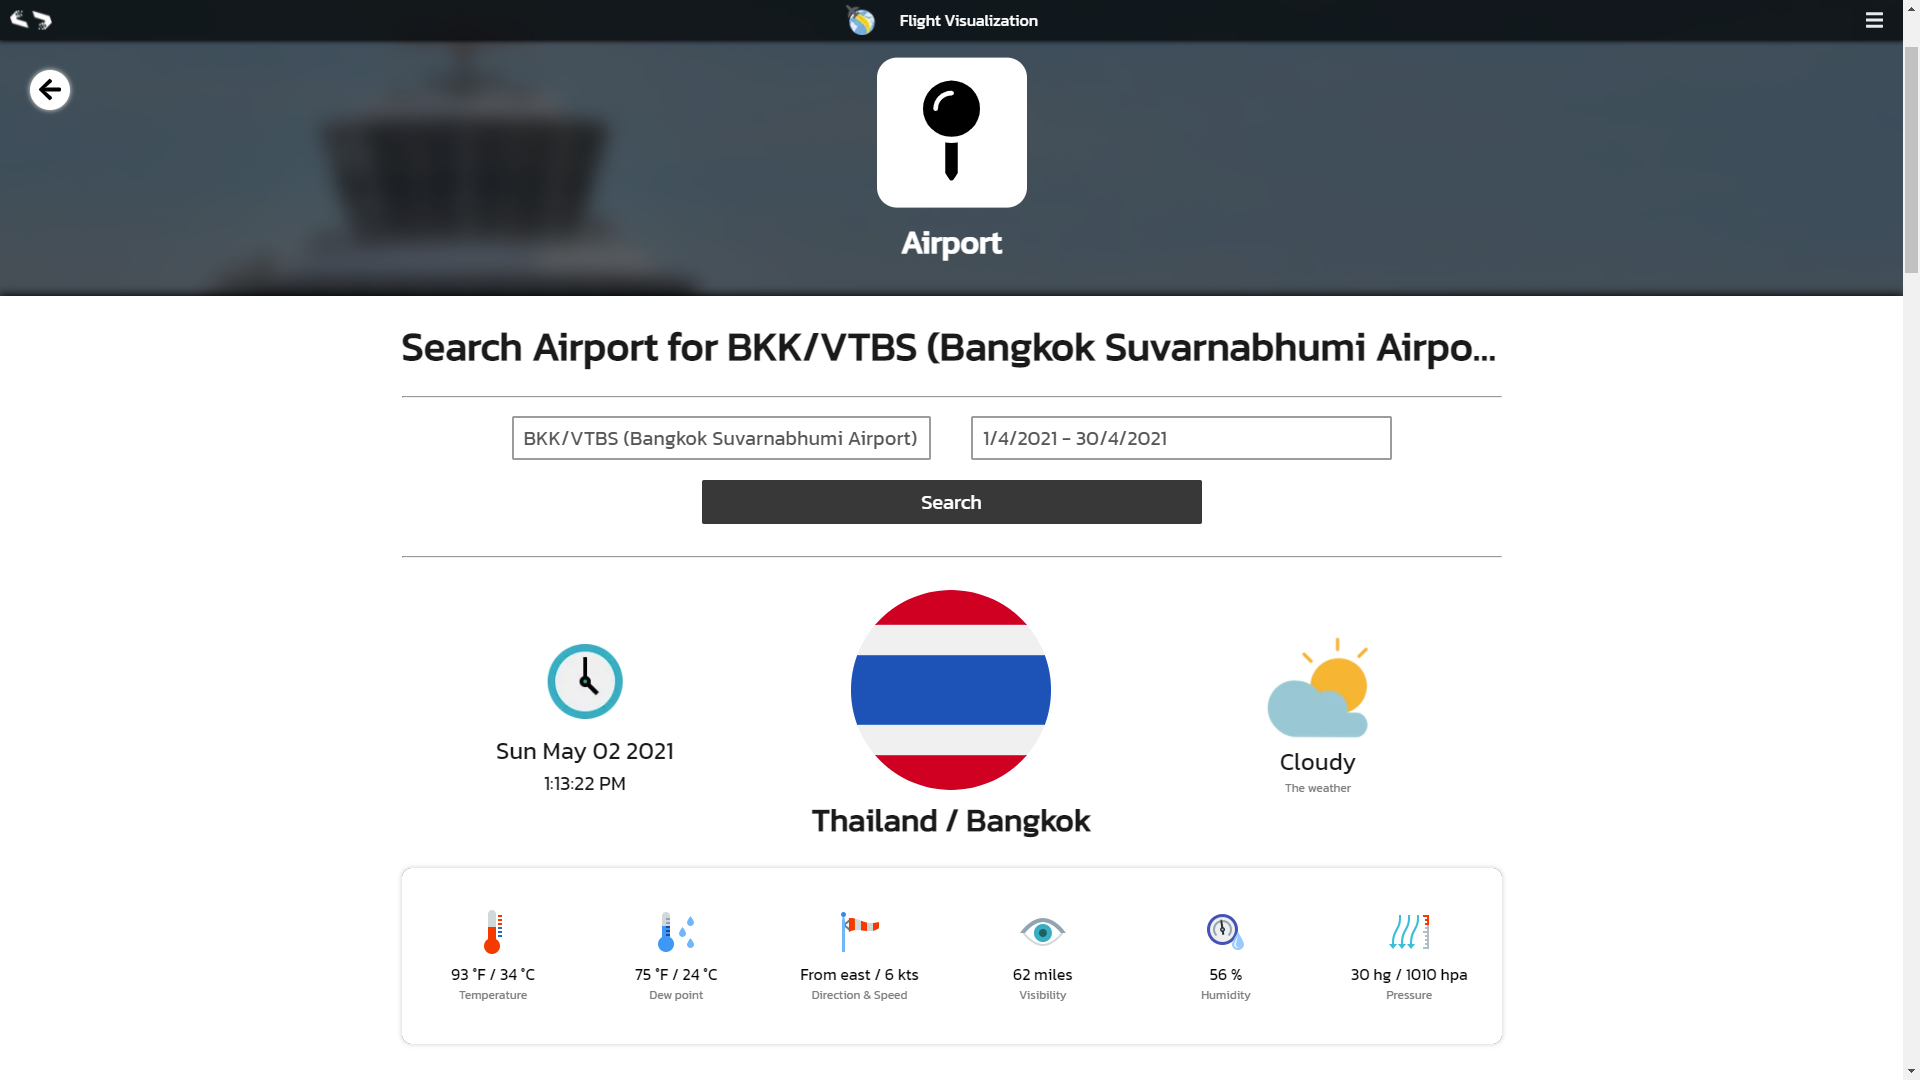 Flight Visualization
Airport
Search Airport for BKK/VTBS (Bangkok Suvarnabhumi Airpo...
BKK/VTBS (Bangkok Suvarnabhumi Airport)
1/4/2021 - 30/4/2021
Search
Sun May 02 2021
1:13:22 PM
Thailand / Bangkok
Cloudy
The weather
93 °F / 34 °C
Temperature
75 °F / 24 °C
Dew point
From east / 6 kts
Direction & Speed
62 miles
Visibility
56 %
Humidity
30 hg / 1010 hpa
Pressure